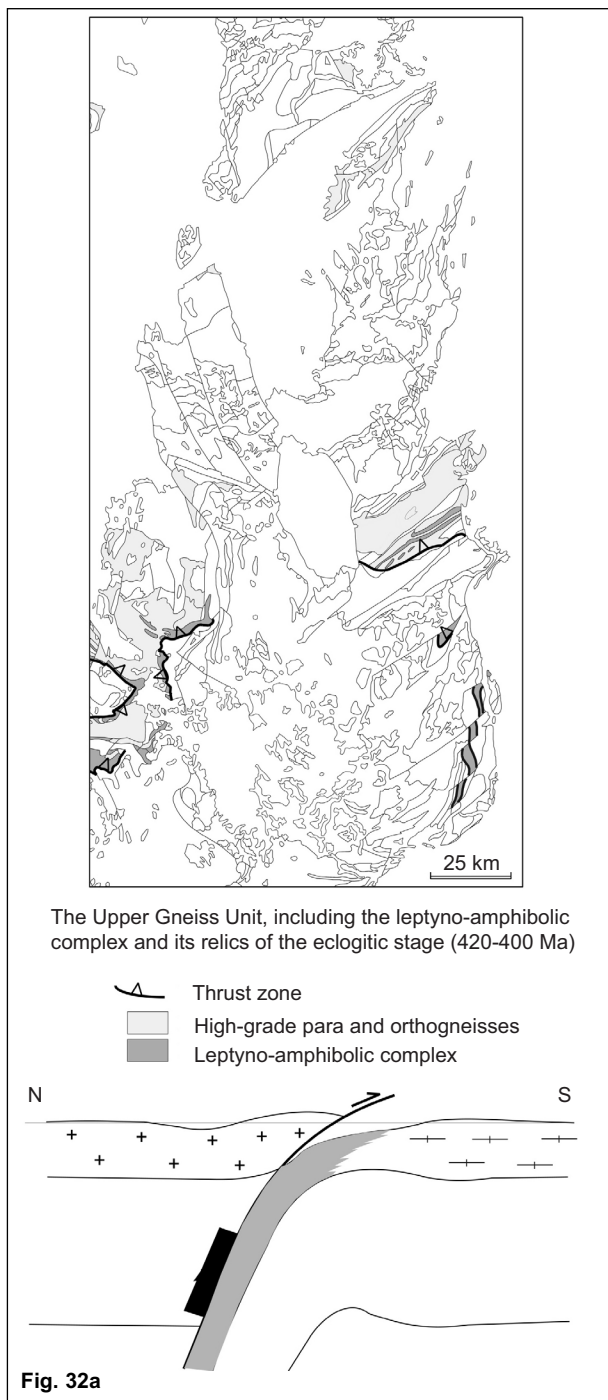 25 km
The Upper Gneiss Unit, including the leptyno-amphibolic
complex and its relics of the eclogitic stage (420-400 Ma)
Thrust zone
High-grade para and orthogneisses
Leptyno-amphibolic complex
N S
Fig. 32a